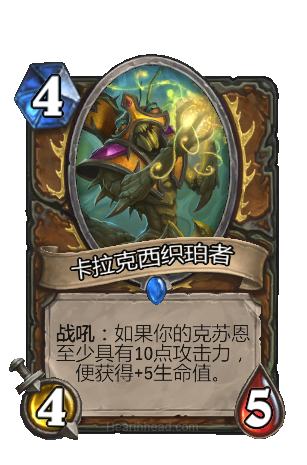 4
卡拉克西织珀者
战吼：如果你的克苏恩
至少具有10点攻击力，
便获得+5生命值。
4
5